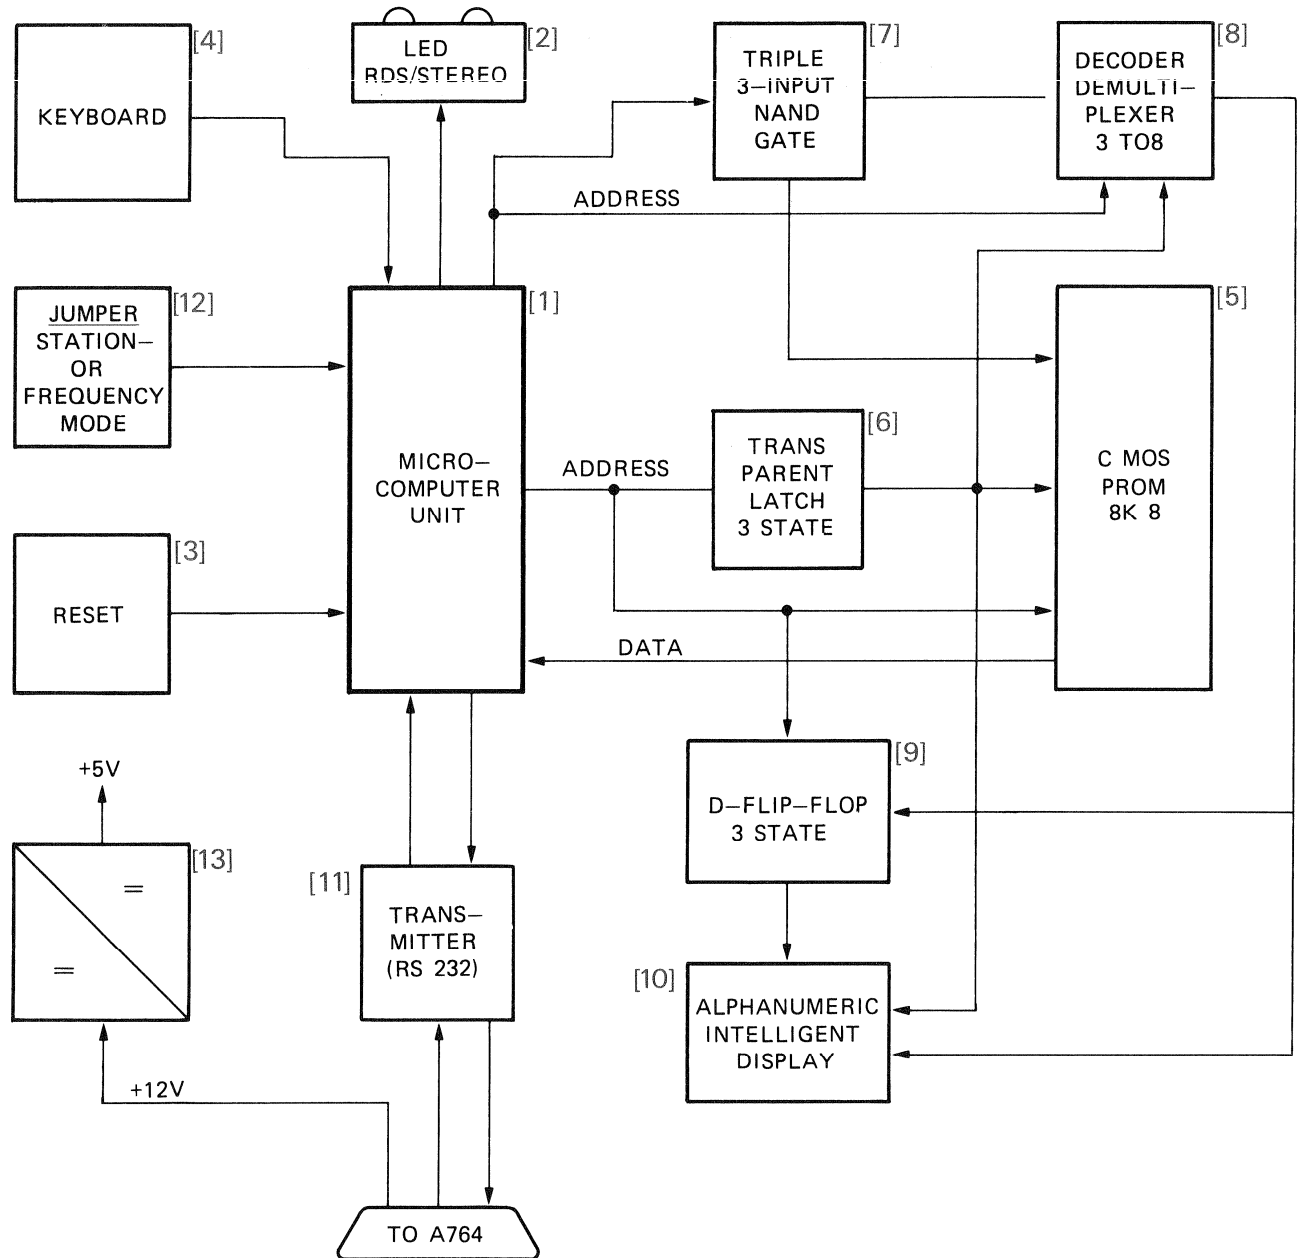 [4]
KEYBOARD
LED
RDS/STEREO
[2]
TRIPLE
3-INPUT
NAND
GATE
[7]
DECODER
DEMULTI-
PLEXER
3 TO8
[8]
ADDRESS
JUMPER
STATION-
OR
FREQUENCY
MODE
[12]
[1]
MICRO-
COMPUTER
UNIT
ADDRESS
TRANS
PARENT
LATCH
3 STATE
[6]
C MOS
PROM
8K 8
[5]
RESET
[3]
DATA
D-FLIP-FLOP
3 STATE
[9]
+5V
[13]
=
=
[11]
TRANS-
MITTER
(RS 232)
[10]
ALPHANUMERIC
INTELLIGENT
DISPLAY
+12V
TO A764